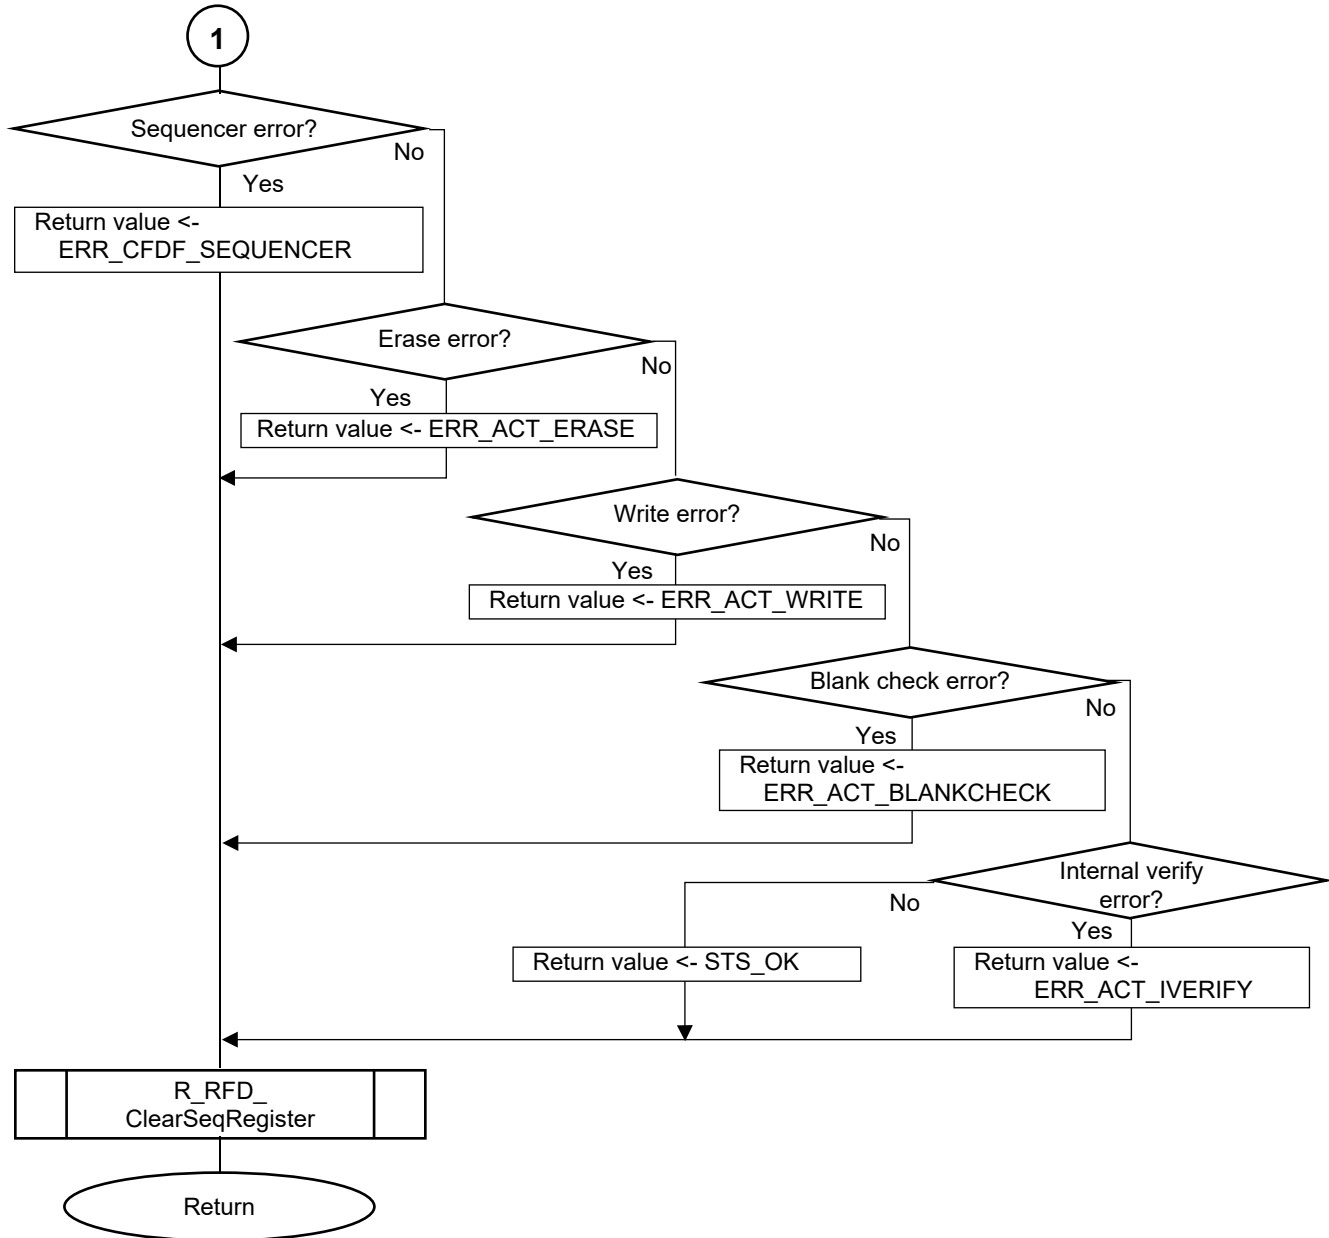 1
Sequencer error?
No
Yes
Return value <-
ERR_CFDF_SEQUENCER
Erase error?
No
Yes
Return value <- ERR_ACT_ERASE
Write error?
No
Yes
Return value <- ERR_ACT_WRITE
Blank check error?
No
Yes
Return value <-
ERR_ACT_BLANKCHECK
Internal verify
error?
No
Yes
Return value <- STS_OK
Return value <-
ERR_ACT_IVERIFY
R_RFD_
ClearSeqRegister
Return